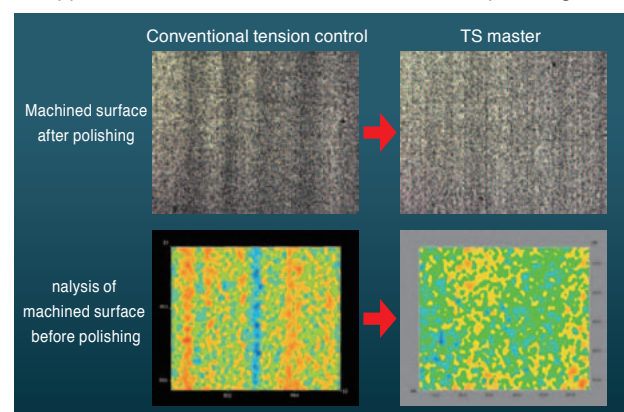 Conventional tension control
TS master
Machined surface
after polishing
nalysis of
machined surface
before polishing